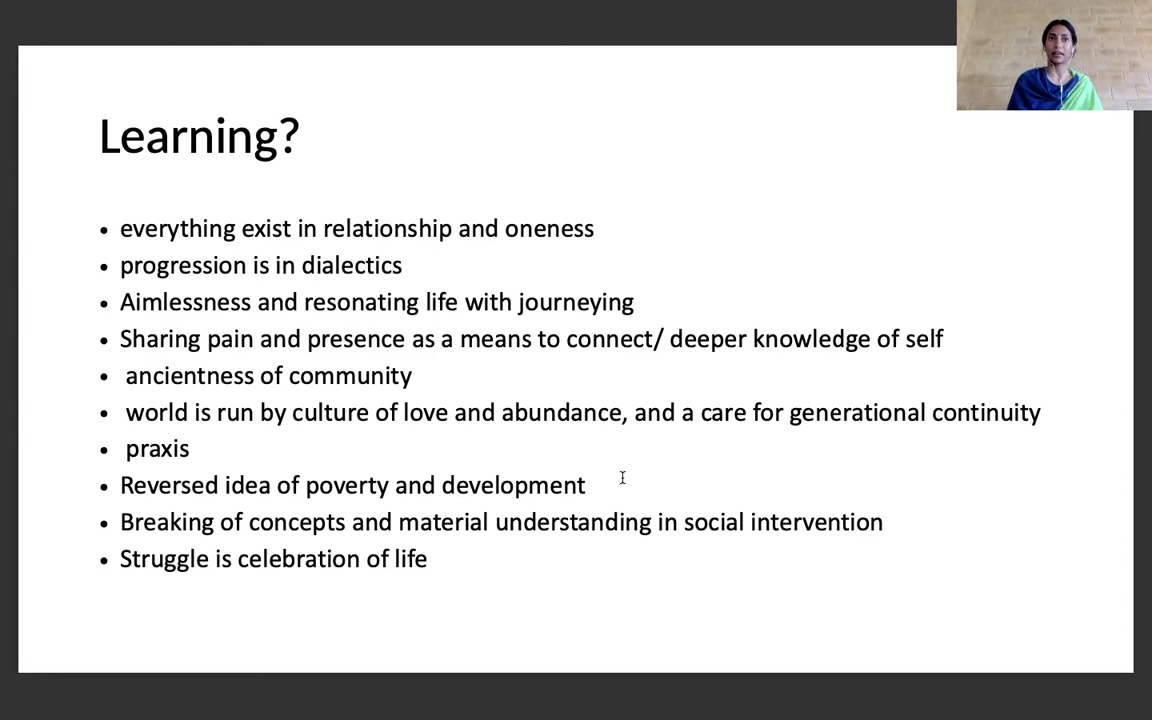 Learning?
• everything exist in relationship and oneness
• progression is in dialectics
• Aimlessness and resonating life with journeying
• Sharing pain and presence as a means to connect/ deeper knowledge of self
• ancientness of community
• world is run by culture of love and abundance, and a care for generational continuity
• praxis
• Reversed idea of poverty and development
• Breaking of concepts and material understanding in social intervention
• Struggle is celebration of life